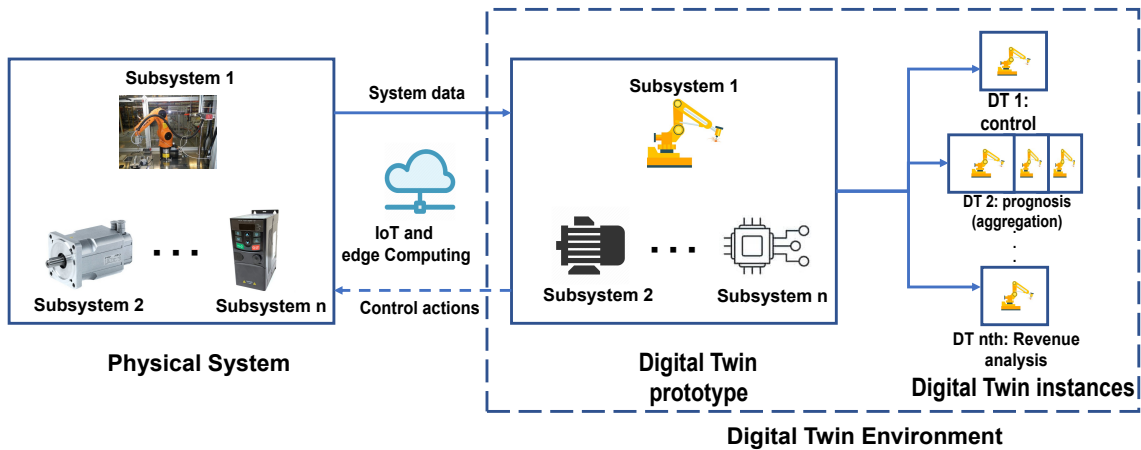 Subsystem 1
Subsystem 2
Subsystem n
Physical System
System data
IoT and
edge Computing
Control actions
Subsystem 1
Subsystem 2
Subsystem n
Digital Twin
prototype
DT 1:
control
DT 2: prognosis
(aggregation)
DT nth: Revenue
analysis
Digital Twin instances
Digital Twin Environment